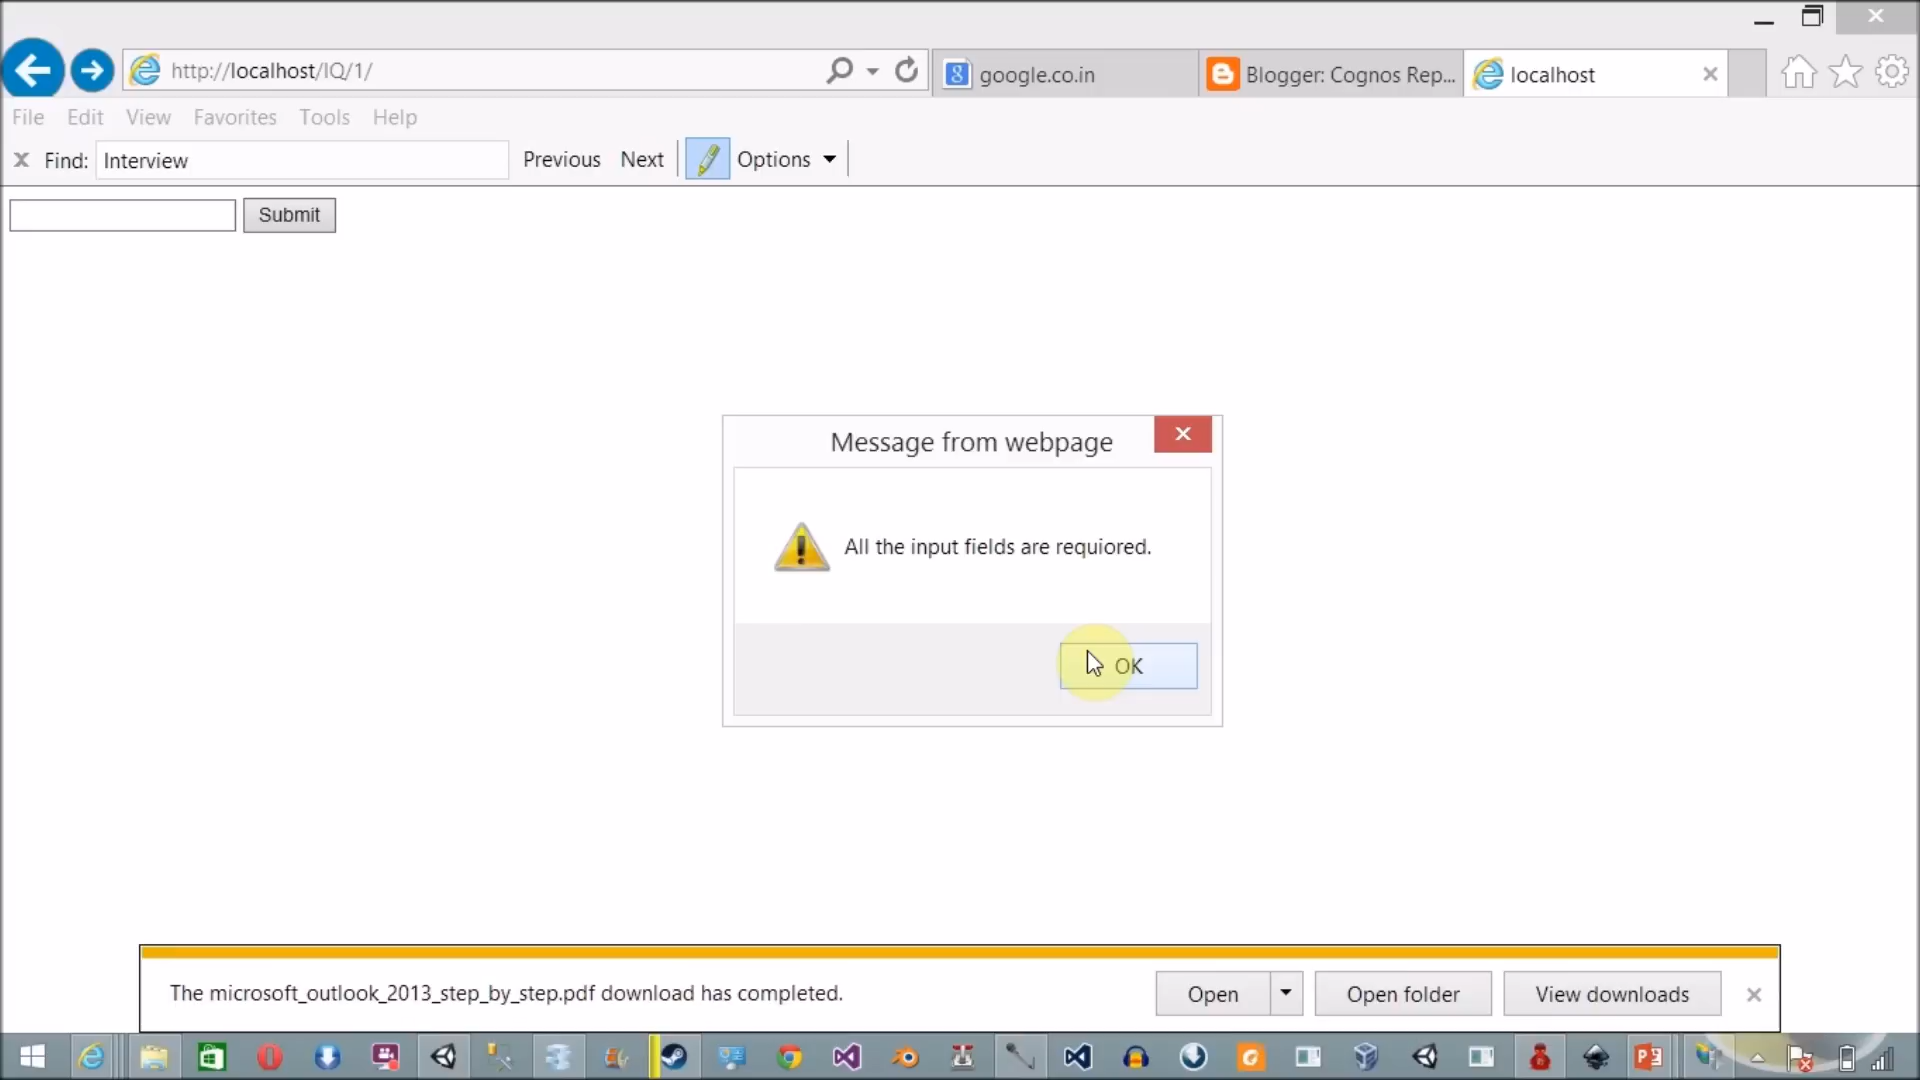 http://localhost/IQ/1/
google.co.in
Blogger: Cognos Rep...
localhost
File Edit View Favorites Tools Help
Find: Interview Previous Next Options
Submit
Message from webpage
All the input fields are requiored.
OK
The microsoft_outlook_2013_step_by_step.pdf download has completed. Open Open folder View downloads